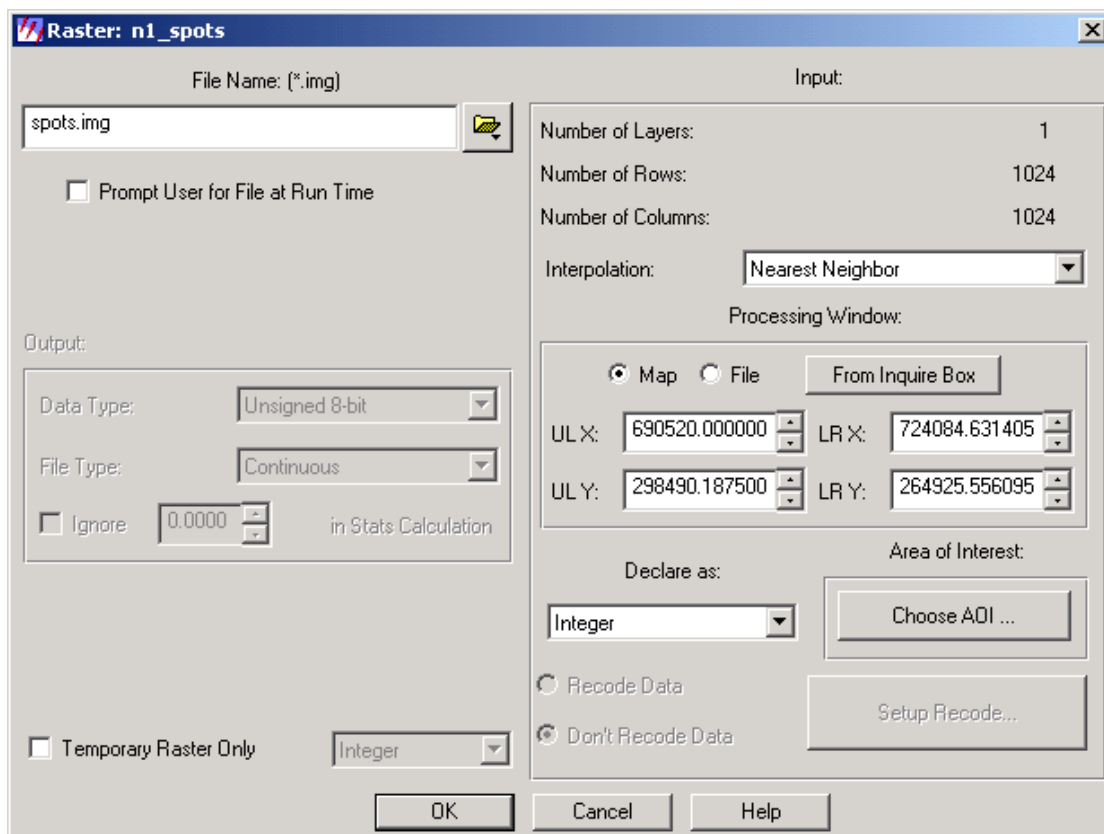 Raster: n1_spots
File Name: (*.img)
spots.img
Prompt User for File at Run Time
Output:
Data Type: Unsigned 8-bit
File Type: Continuous
Ignore 0.0000 in Stats Calculation
Temporary Raster Only Integer
Input:
Number of Layers: 1
Number of Rows: 1024
Number of Columns: 1024
Interpolation: Nearest Neighbor
Processing Window:
Map File From Inquire Box
UL X: 690520.000000 LR X: 724084.631405
UL Y: 298490.187500 LR Y: 264925.556095
Declare as:
Integer
Area of Interest:
Choose AOI ...
Recode Data
Don't Recode Data
Setup Recode...
OK Cancel Help